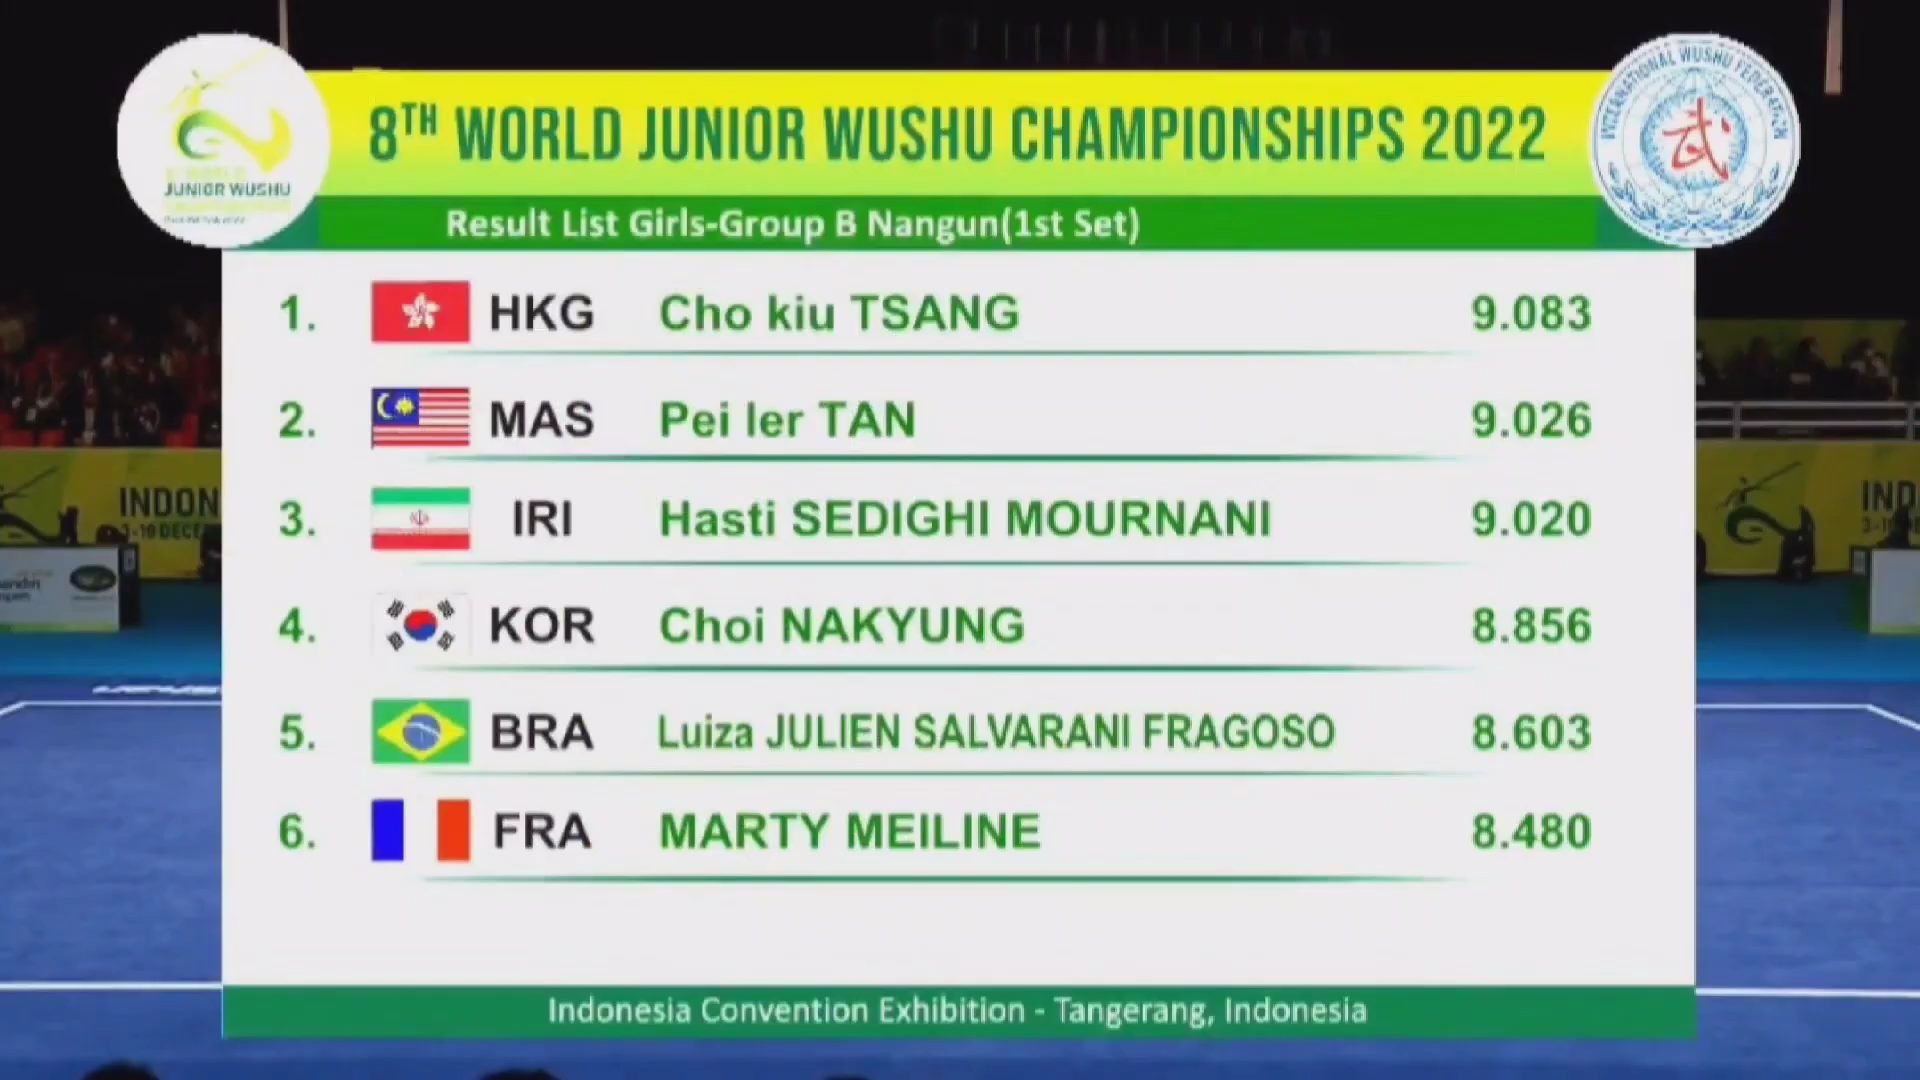 8TH WORLD JUNIOR WUSHU CHAMPIONSHIPS 2022
JUNIOR WUSHU
INTERNATIONAL WUSHU FEDERATION
武
Result List Girls-Group B Nangun(1st Set)
1. HKG Cho kiu TSANG 9.083
2. MAS Pei ler TAN 9.026
3. IRI Hasti SEDIGHI MOURNANI 9.020
4. KOR Choi NAKYUNG 8.856
5. BRA Luiza JULIEN SALVARANI FRAGOSO 8.603
6. FRA MARTY MEILINE 8.480
Indonesia Convention Exhibition - Tangerang, Indonesia
INDON
IND